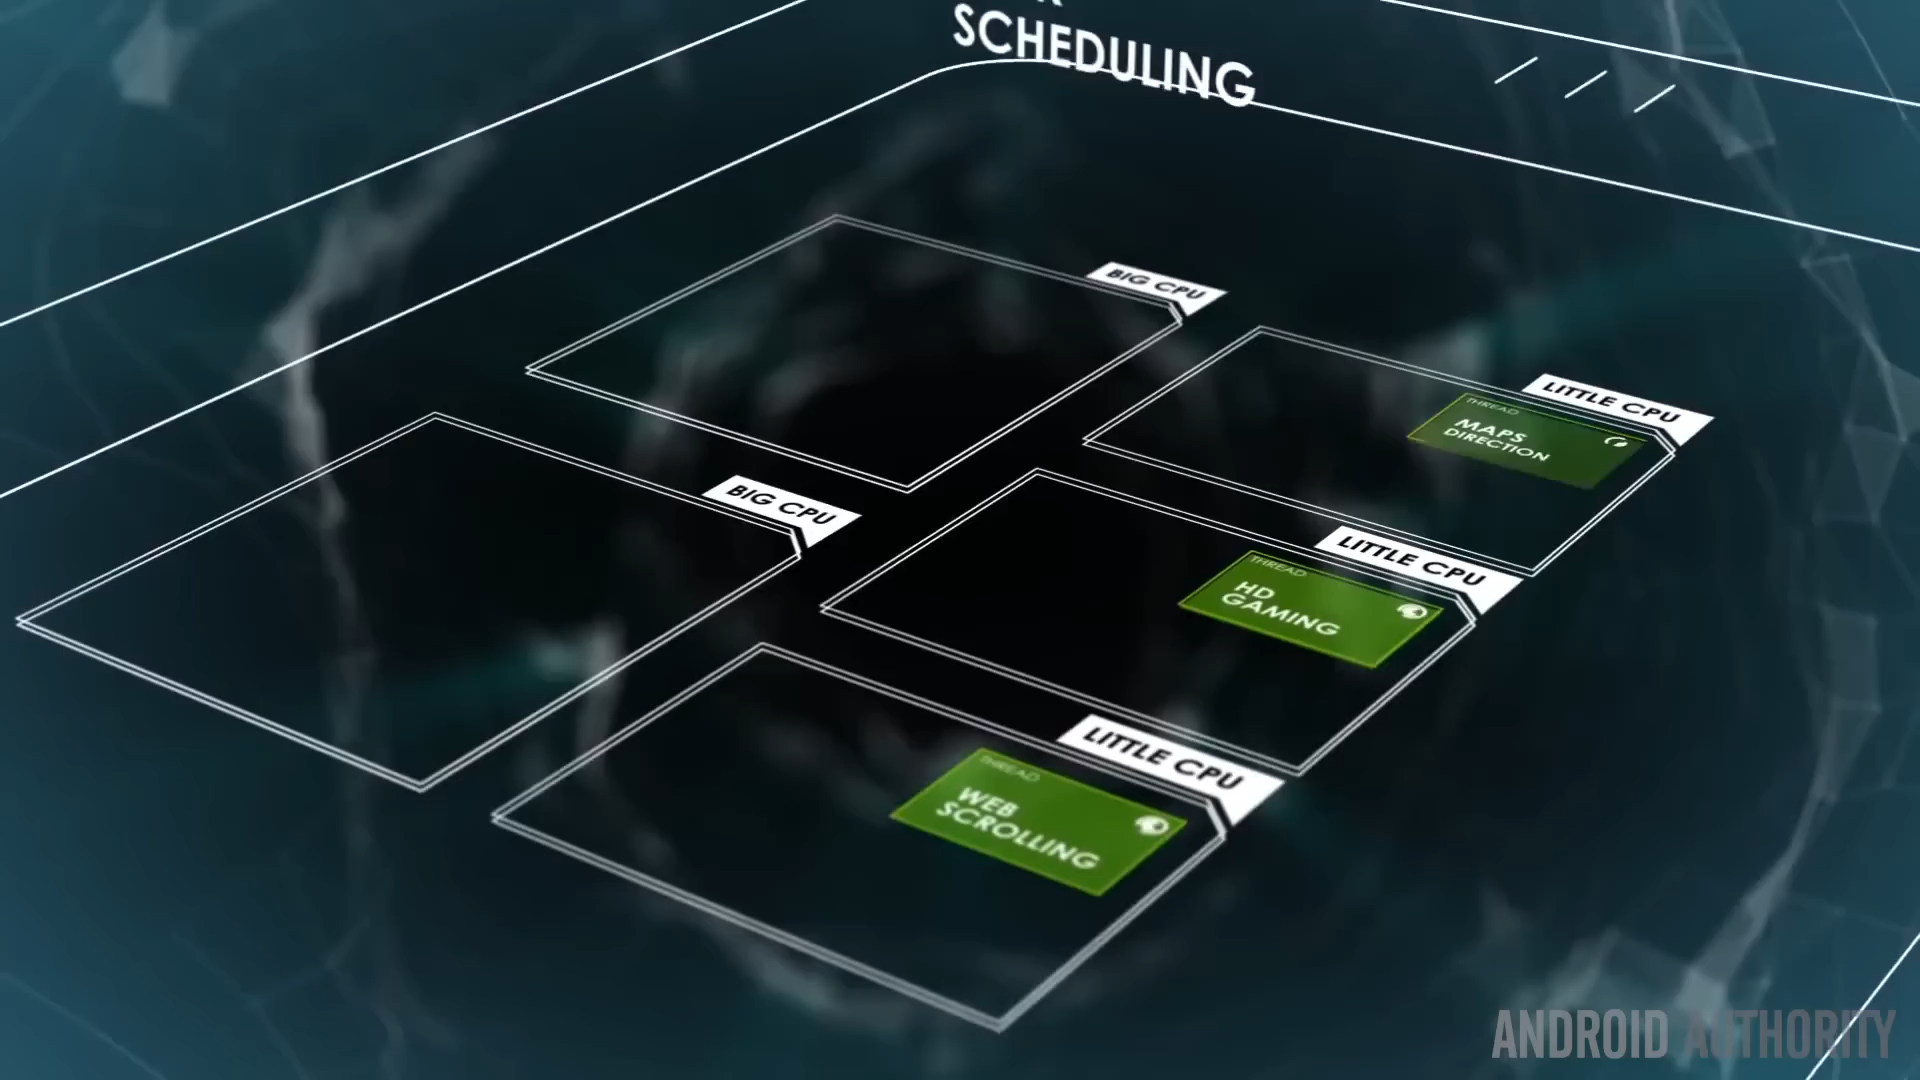 SCHEDULING
BIG CPU
LITTLE CPU
THREAD
MAPS
DIRECTION
BIG CPU
LITTLE CPU
THREAD
HD
GAMING
LITTLE CPU
THREAD
WEB
SCROLLING
ANDROID AUTHORITY